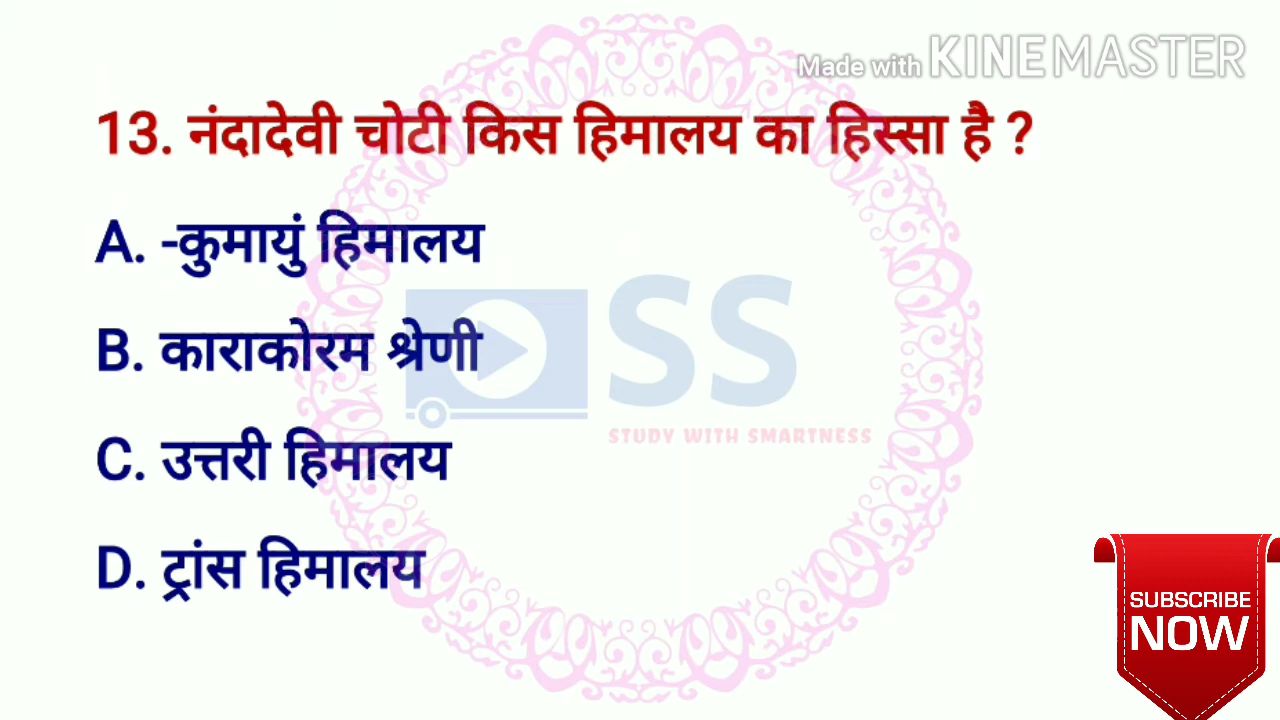 Made with KINEMASTER
13. नंदादेवी चोटी किस हिमालय का हिस्सा है ?
A. -कुमायुं हिमालय
B. काराकोरम श्रेणी
C. उत्तरी हिमालय
D. ट्रांस हिमालय
SS
STUDY WITH SMARTNESS
SUBSCRIBE
NOW